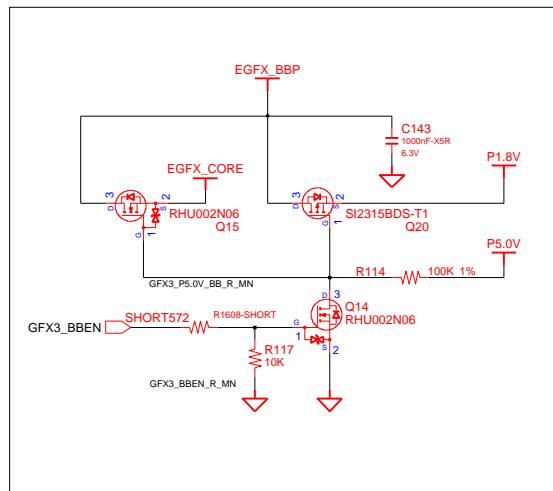 EGFX_BBP
C143
1000nF-X5R
6.3V
EGFX_CORE
P1.8V
3
2
D
S
G
1
RHU002N06
Q15
3
2
D
S
G
1
SI2315BDS-T1
Q20
P5.0V
GFX3_P5.0V_BB_R_MN
R114
100K 1%
D
3
Q14
RHU002N06
GFX3_BBEN
SHORT572
R1608-SHORT
G
1
S
2
R117
10K
GFX3_BBEN_R_MN